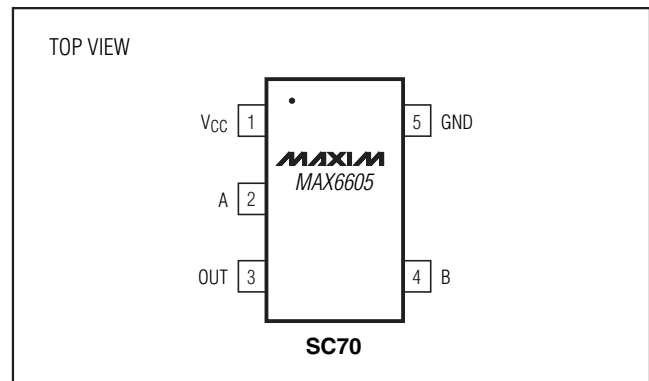 TOP VIEW
VCC 1
5 GND
MAXIM
MAX6605
A 2
OUT 3
4 B
SC70